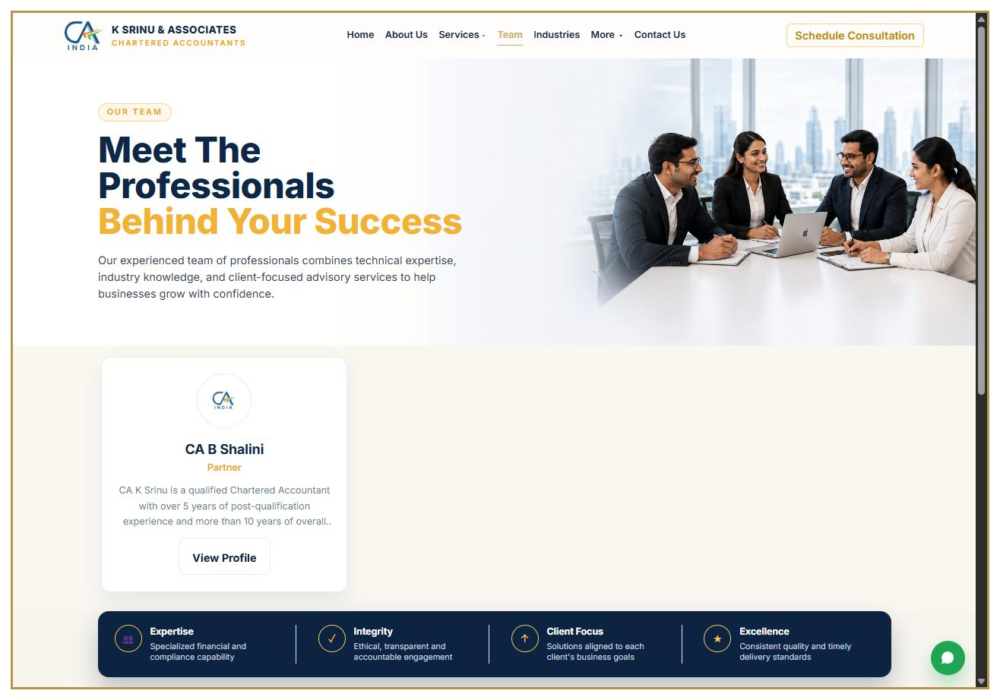 CA
INDIA
K SRINU & ASSOCIATES
CHARTERED ACCOUNTANTS
Home About Us Services Team Industries More Contact Us
Schedule Consultation
OUR TEAM
Meet The
Professionals
Behind Your Success
Our experienced team of professionals combines technical expertise,
industry knowledge, and client-focused advisory services to help
businesses grow with confidence.
CA
INDIA
CA B Shalini
Partner
CA K Srinu is a qualified Chartered Accountant
with over 5 years of post-qualification
experience and more than 10 years of overall..
View Profile
Expertise
Specialized financial and
compliance capability
Integrity
Ethical, transparent and
accountable engagement
Client Focus
Solutions aligned to each
client's business goals
Excellence
Consistent quality and timely
delivery standards